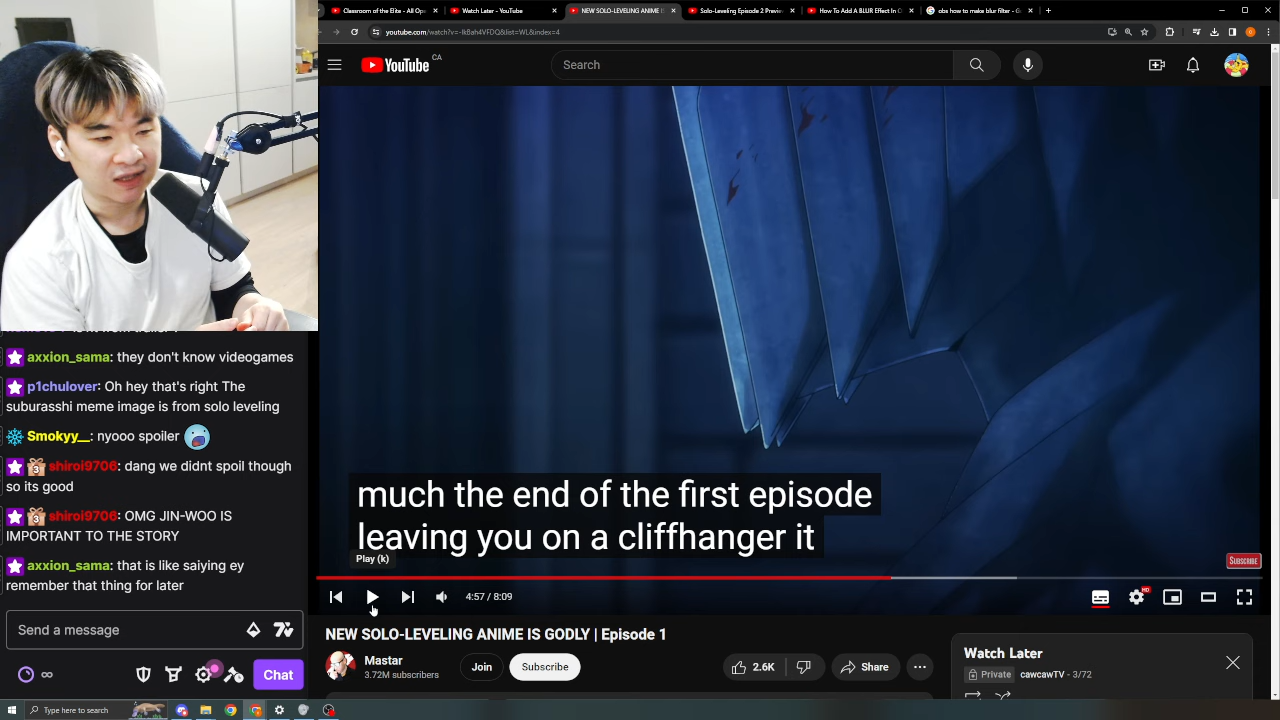 Classroom of the Elite - All Op
Watch Later - YouTube
NEW SOLO-LEVELING ANIME IS
Solo-Leveling Episode 2 Previ
How To Add A BLUR Effect In O
obs how to make blur filter - G
youtube.com/watch?v=-IkBah4VFDQ&list=WL&index=4
YouTube CA
Search
axxion_sama: they don't know videogames
p1chulover: Oh hey that's right The
suburasshi meme image is from solo leveling
Smokyy__: nyooo spoiler
shiroi9706: dang we didnt spoil though
so its good
shiroi9706: OMG JIN-WOO IS
IMPORTANT TO THE STORY
axxion_sama: that is like saiying ey
remember that thing for later
Send a message
Chat
much the end of the first episode
leaving you on a cliffhanger it
Play (k)
SUBSCRIBE
4:57 / 8:09
HD
NEW SOLO-LEVELING ANIME IS GODLY | Episode 1
Mastar
3.72M subscribers
Join
Subscribe
2.6K
Share
Watch Later
Private
cawcawTV - 3/72
Type here to search